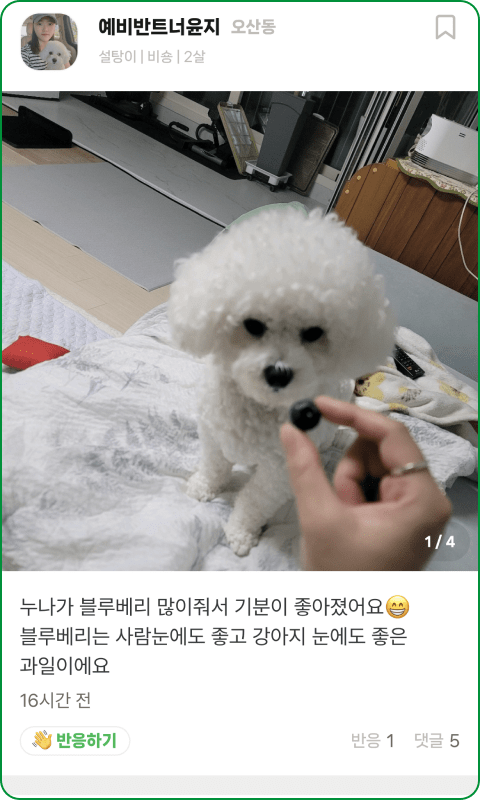 예비반트너윤지 오산동
설탕이 | 비숑 | 2살
1 / 4
누나가 블루베리 많이줘서 기분이 좋아졌어요😁
블루베리는 사람눈에도 좋고 강아지 눈에도 좋은
과일이에요
16시간 전
👋 반응하기 반응 1 댓글 5